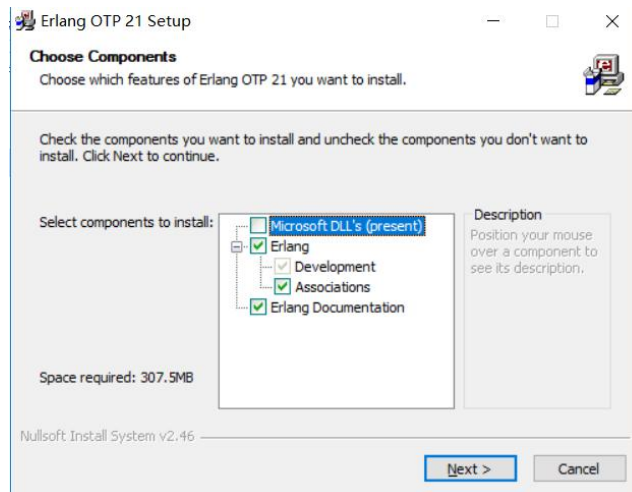 Erlang OTP 21 Setup
Choose Components
Choose which features of Erlang OTP 21 you want to install.
Check the components you want to install and uncheck the components you don't want to
install. Click Next to continue.
Select components to install:
Microsoft DLL's (present)
Erlang
Development
Associations
Erlang Documentation
Description
Position your mouse
over a component to
see its description.
Space required: 307.5MB
Nullsoft Install System v2.46
Next >
Cancel